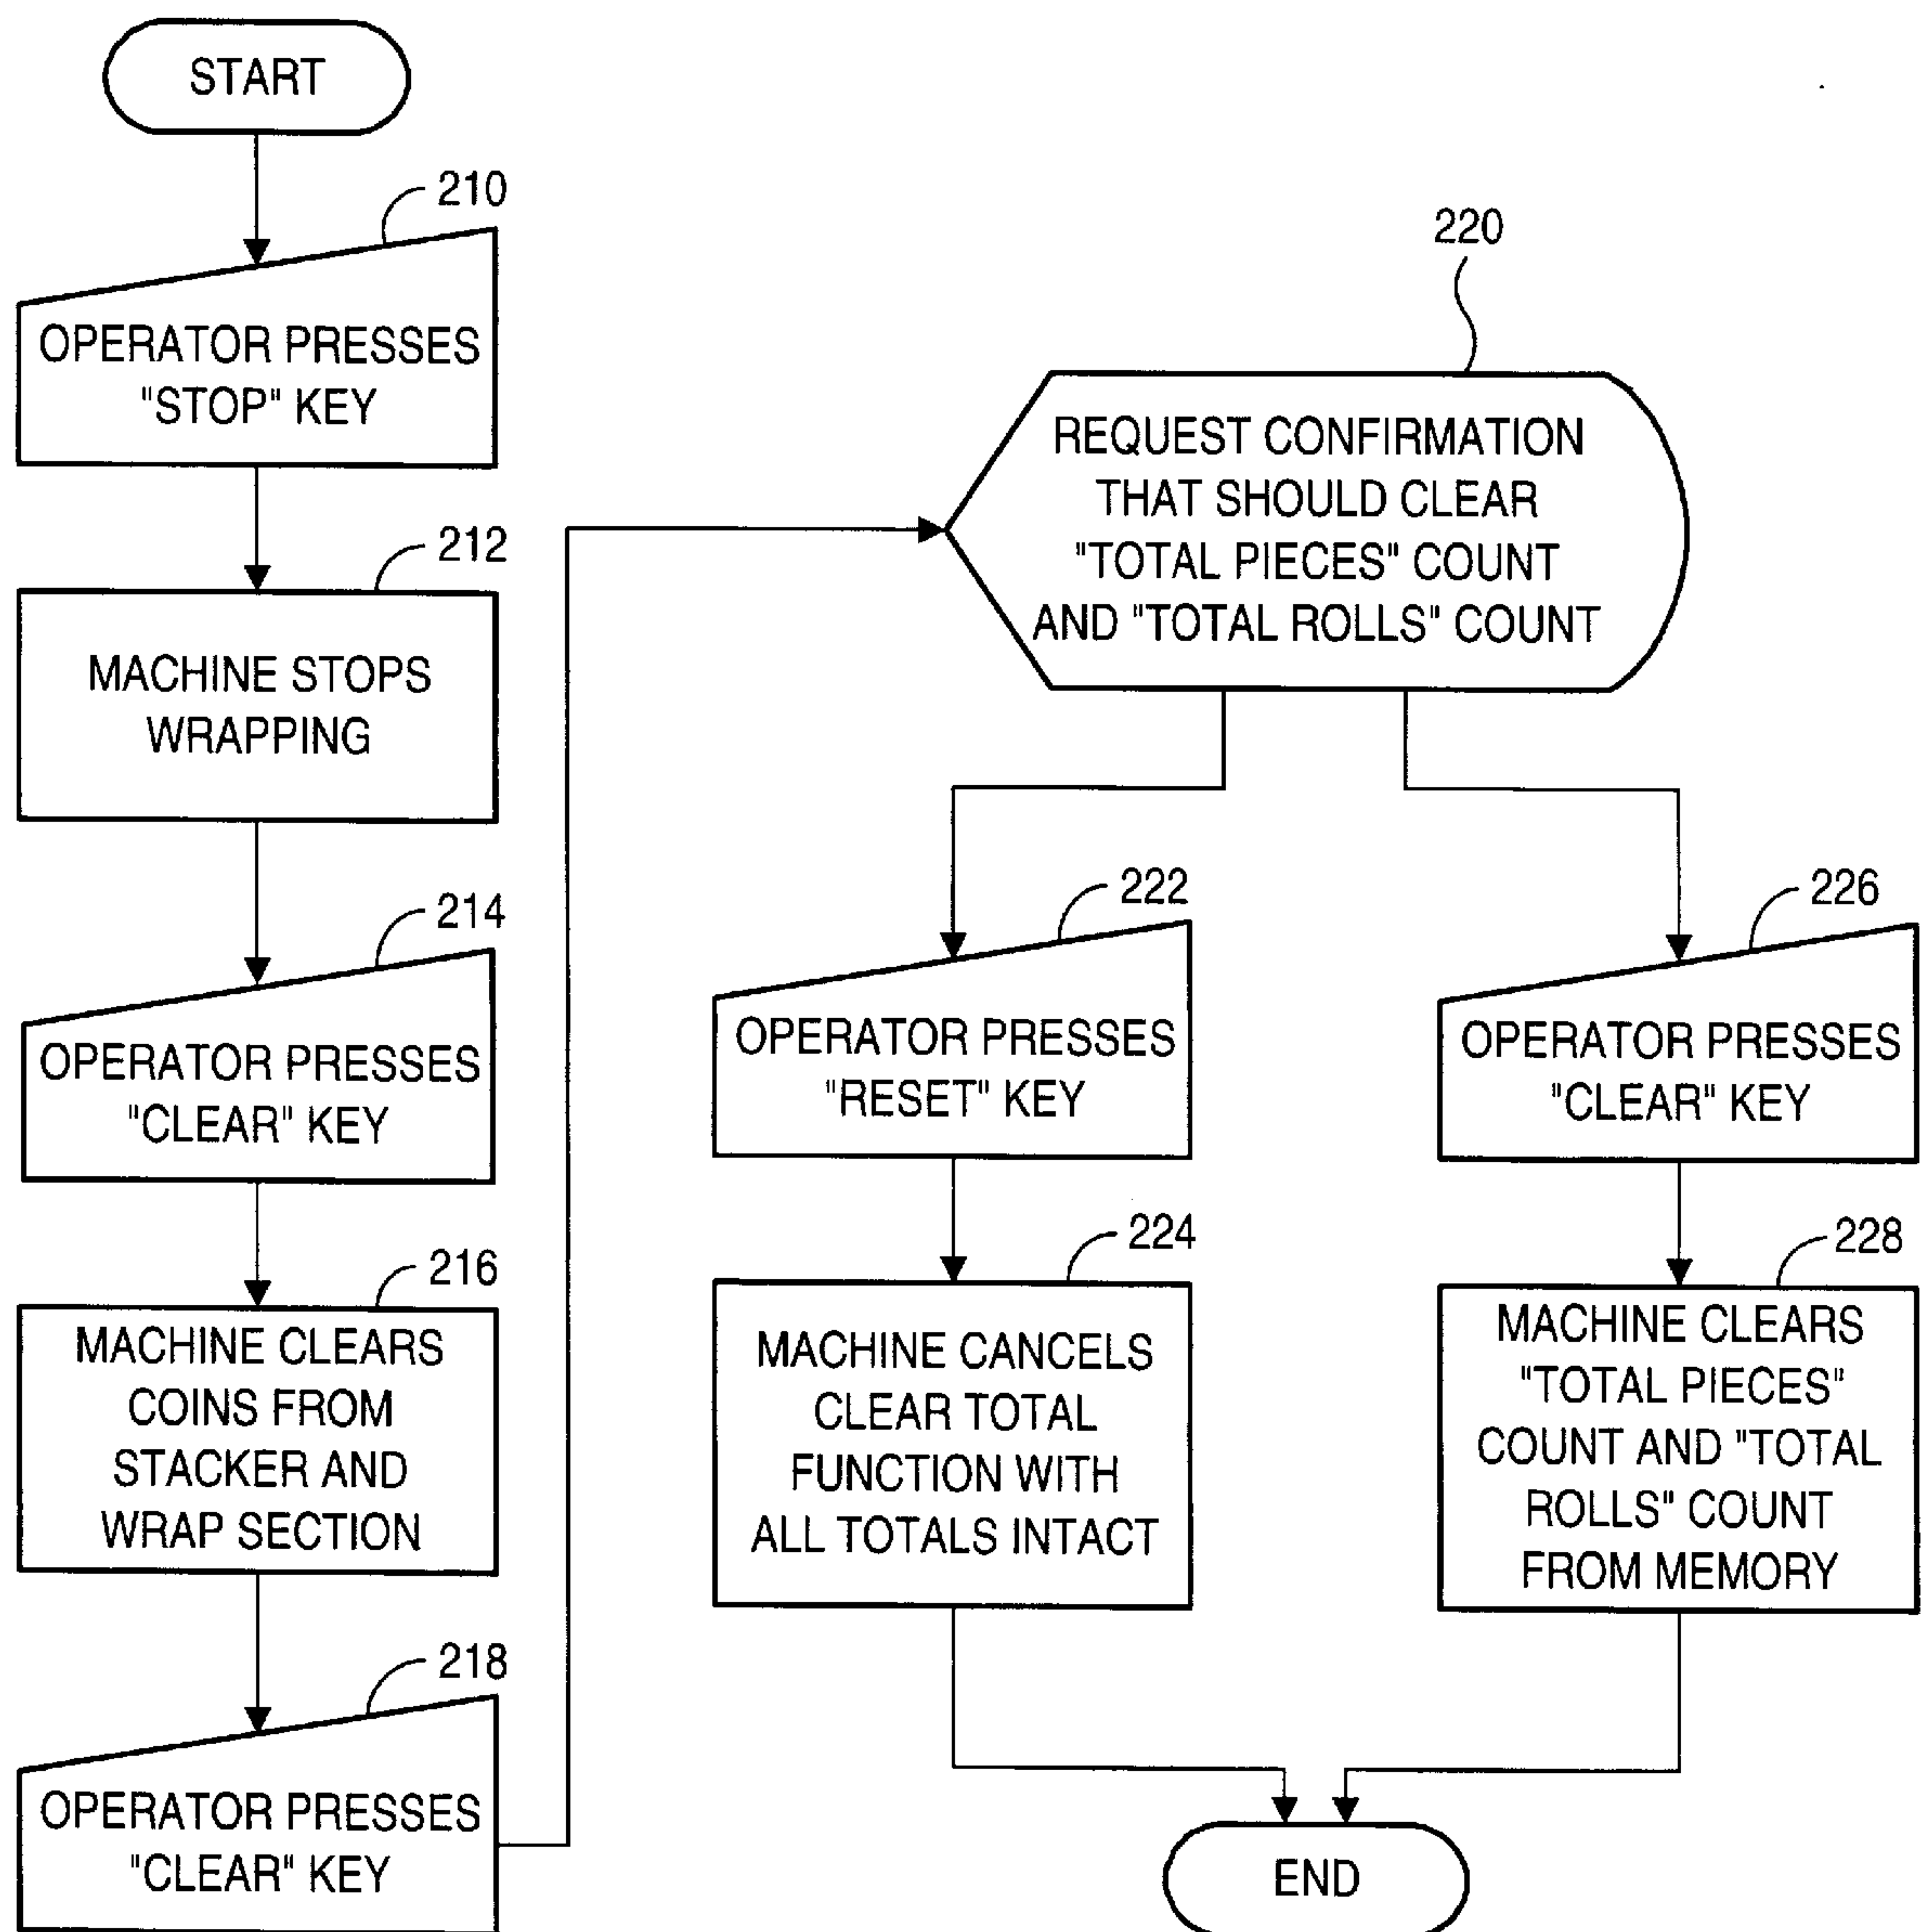 START
210
OPERATOR PRESSES
"STOP" KEY
212
MACHINE STOPS
WRAPPING
214
OPERATOR PRESSES
"CLEAR" KEY
216
MACHINE CLEARS
COINS FROM
STACKER AND
WRAP SECTION
218
OPERATOR PRESSES
"CLEAR" KEY
220
REQUEST CONFIRMATION
THAT SHOULD CLEAR
"TOTAL PIECES" COUNT
AND "TOTAL ROLLS" COUNT
222
OPERATOR PRESSES
"RESET" KEY
224
MACHINE CANCELS
CLEAR TOTAL
FUNCTION WITH
ALL TOTALS INTACT
226
OPERATOR PRESSES
"CLEAR" KEY
228
MACHINE CLEARS
"TOTAL PIECES"
COUNT AND "TOTAL
ROLLS" COUNT
FROM MEMORY
END